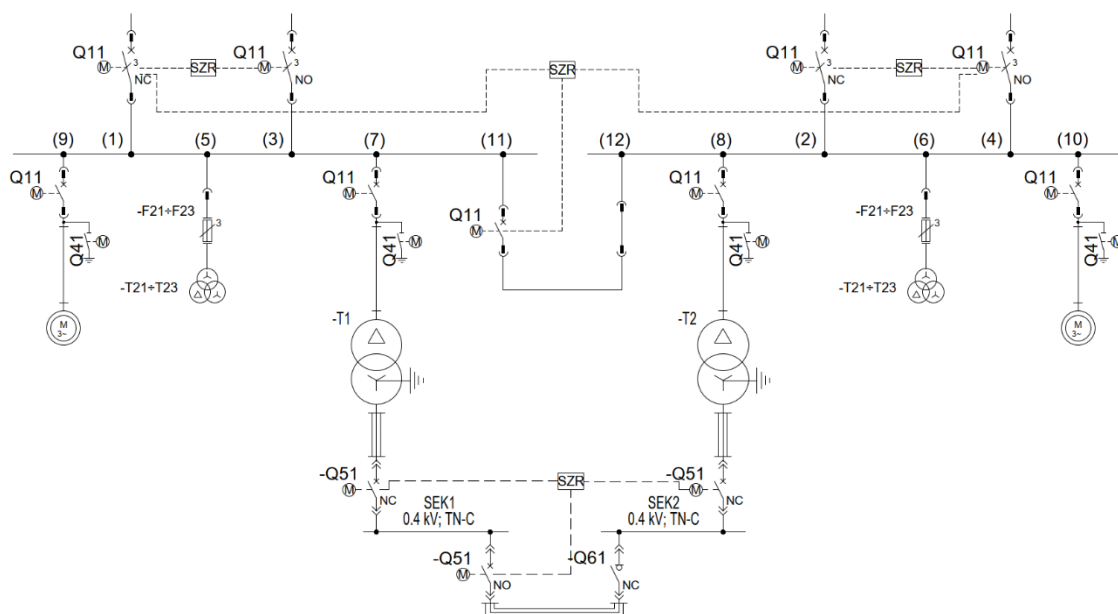 Q11 Q11 Q11 Q11
M 3 SZR M 3 SZR M 3 SZR M 3
NC NO NC NO
(9) (1) (5) (3) (7) (11) (12) (8) (2) (6) (4) (10)
Q11 Q11 Q11 Q11
M M M M
-F21÷F23 Q11 -F21÷F23
3 M 3
Q41 M Q41 M Q41 M Q41 M
-T21÷T23 -T21÷T23
-T1 -T2
M
3~
M
3~
-Q51 SZR -Q51
M NC M NC
SEK1 SEK2
0.4 kV; TN-C 0.4 kV; TN-C
-Q51 -Q61
M NO NC